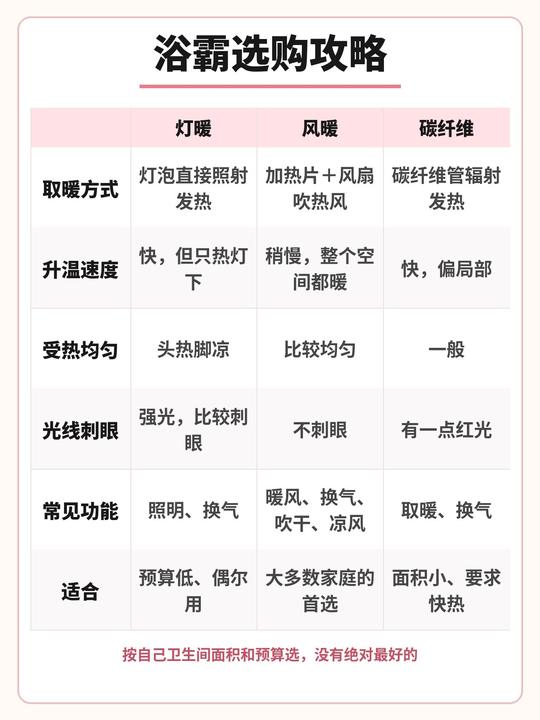 浴霸选购攻略
灯暖 风暖 碳纤维
取暖方式 灯泡直接照射发热 加热片＋风扇吹热风 碳纤维管辐射发热
升温速度 快，但只热灯下 稍慢，整个空间都暖 快，偏局部
受热均匀 头热脚凉 比较均匀 一般
光线刺眼 强光，比较刺眼 不刺眼 有一点红光
常见功能 照明、换气 暖风、换气、吹干、凉风 取暖、换气
适合 预算低、偶尔用 大多数家庭的首选 面积小、要求快热
按自己卫生间面积和预算选，没有绝对最好的